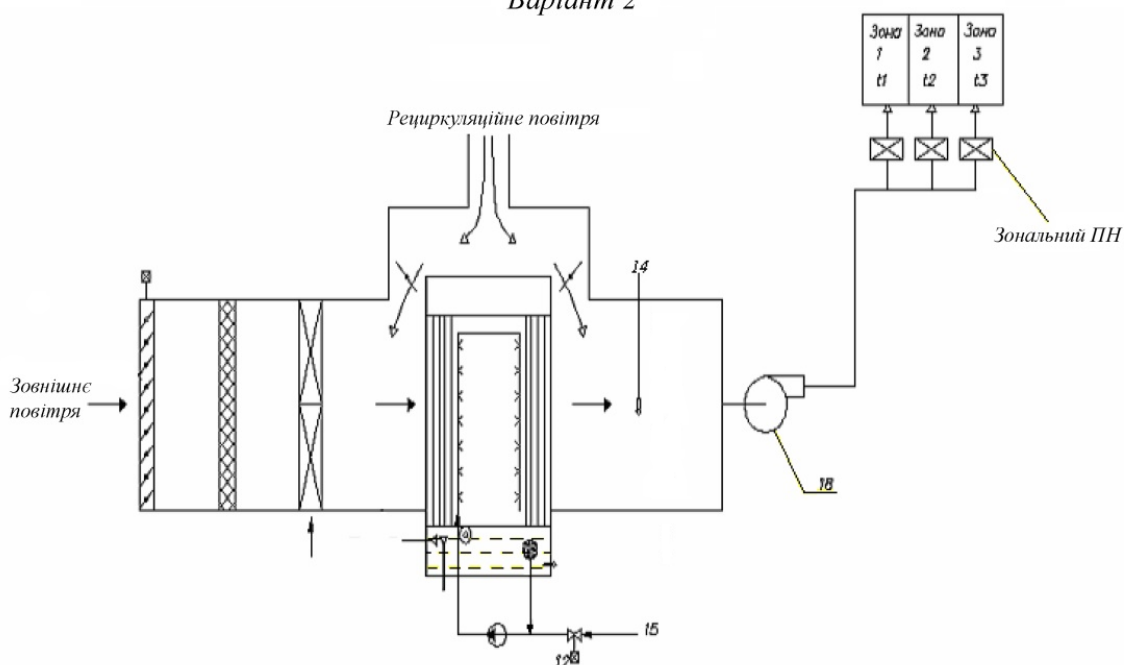 Варіант 2
Зона Зона Зона
1 2 3
t1 t2 t3
Рециркуляційне повітря
Зональний ПН
14
Зовнішнє
повітря
18
15
12